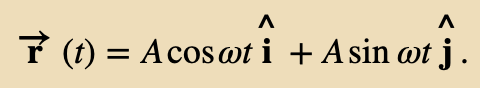 r⃗ (t) = A cos ωt î + A sin ωt ĵ.